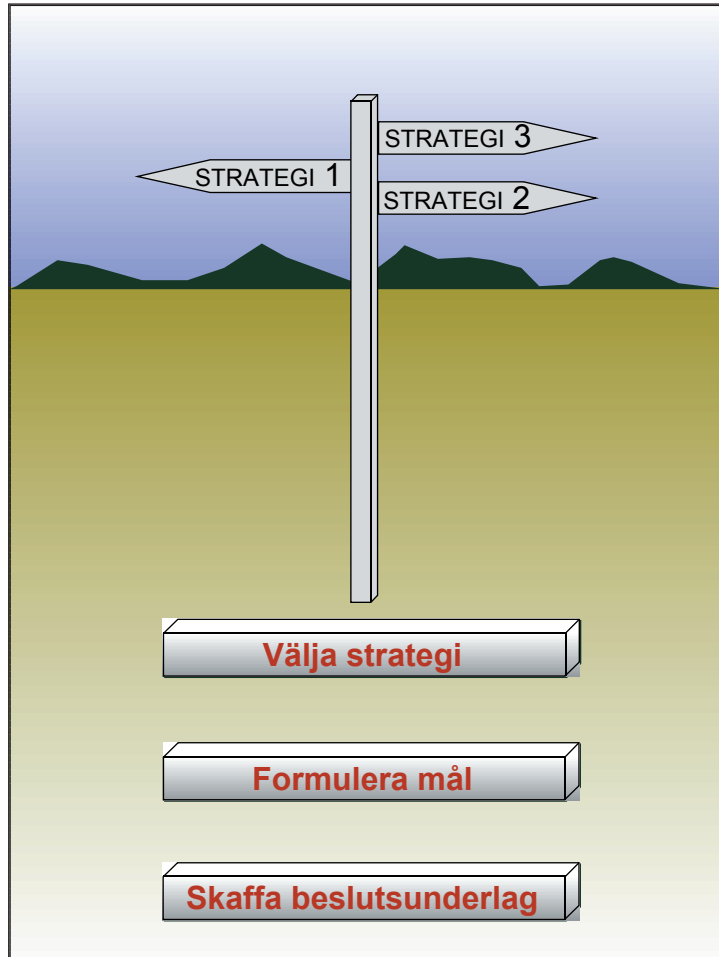 STRATEGI 3
STRATEGI 1
STRATEGI 2
Välja strategi
Formulera mål
Skaffa beslutsunderlag